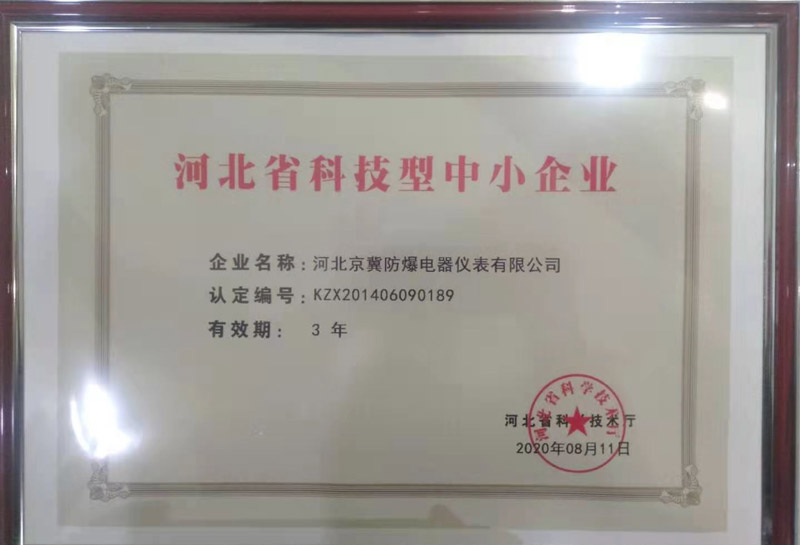 河北省科技型中小企业
企业名称：河北京冀防爆电器仪表有限公司
认定编号：KZX201406090189
有效期： 3 年
河北省科学技术厅
河北省科学技术厅
2020年08月11日